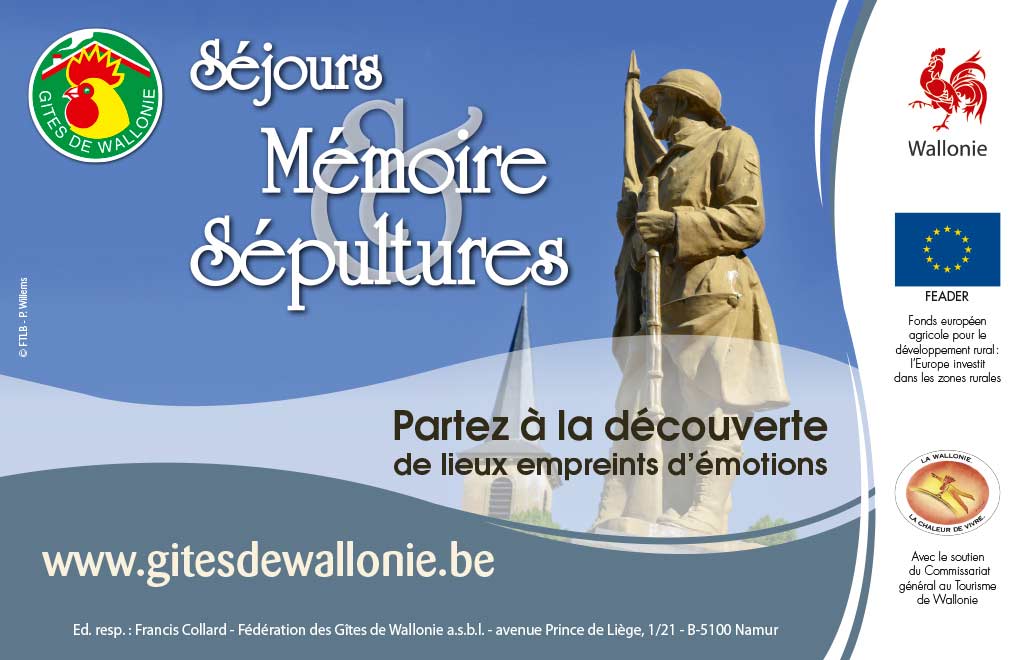 GITES DE WALLONIE
Séjours
&
Mémoire
Sépultures
© FTLB - P. Willems
Partez à la découverte
de lieux empreints d'émotions
www.gitesdewallonie.be
Ed. resp. : Francis Collard - Fédération des Gîtes de Wallonie a.s.b.l. - avenue Prince de Liège, 1/21 - B-5100 Namur
Wallonie
FEADER
Fonds européen
agricole pour le
développement rural :
l'Europe investit
dans les zones rurales
LA WALLONIE.
LA CHALEUR DE VIVRE.
Avec le soutien
du Commissariat
général au Tourisme
de Wallonie